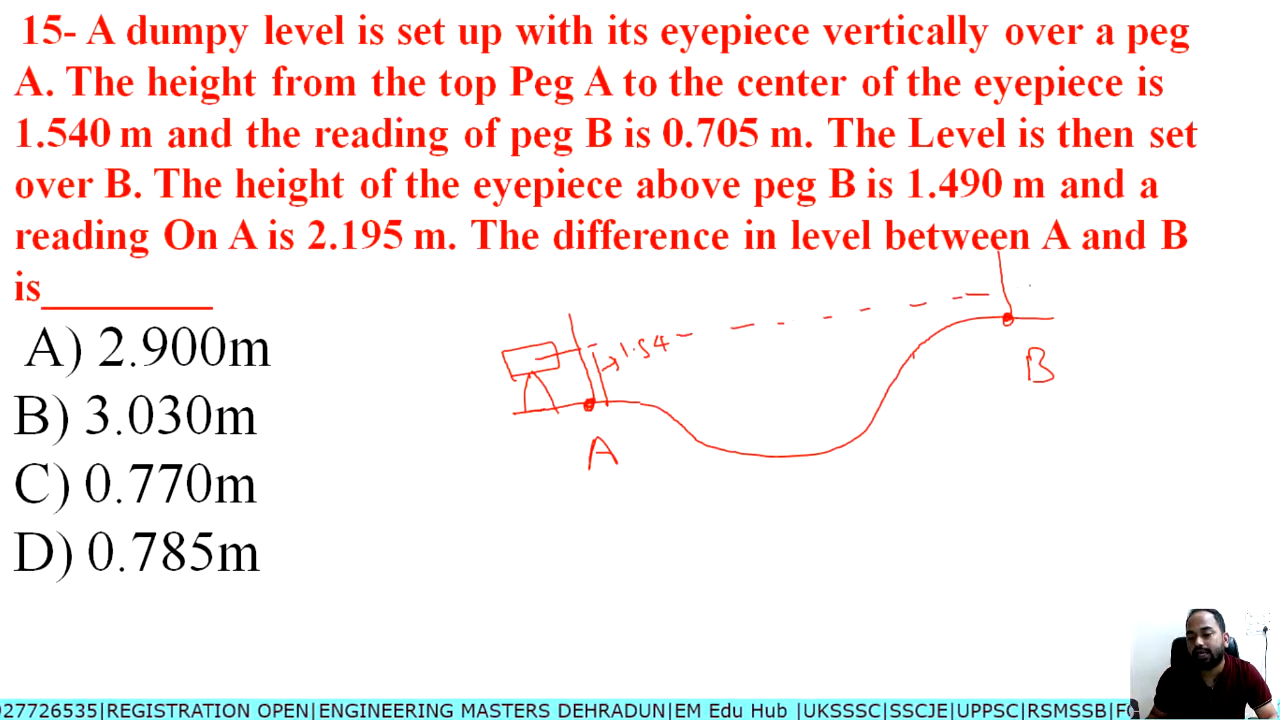 15- A dumpy level is set up with its eyepiece vertically over a peg
A. The height from the top Peg A to the center of the eyepiece is
1.540 m and the reading of peg B is 0.705 m. The Level is then set
over B. The height of the eyepiece above peg B is 1.490 m and a
reading On A is 2.195 m. The difference in level between A and B
is________
A) 2.900m
B) 3.030m
C) 0.770m
D) 0.785m
1.54
A
B
927726535|REGISTRATION OPEN|ENGINEERING MASTERS DEHRADUN|EM Edu Hub |UKSSSC|SSCJE|UPPSC|RSMSSB|